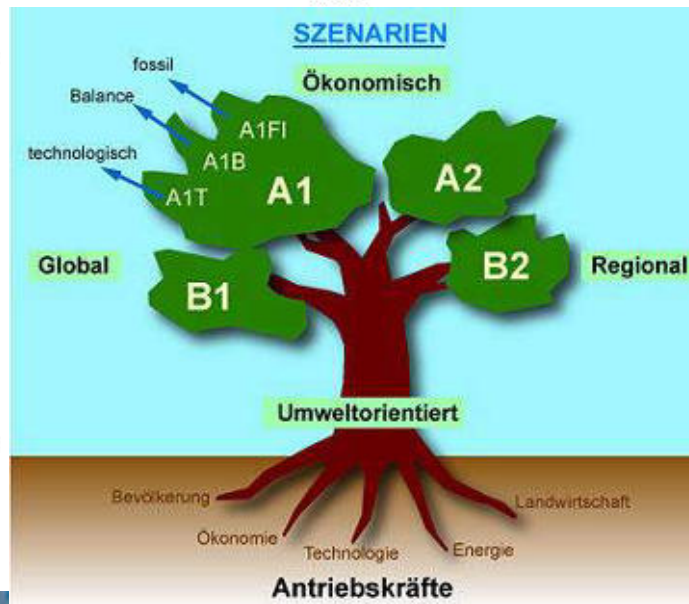 SZENARIEN
fossil
Ökonomisch
Balance
A1FI
technologisch
A1B
A1T
A1
A2
Global
B1
B2
Regional
Umweltorientiert
Bevölkerung
Landwirtschaft
Ökonomie
Technologie
Energie
Antriebskräfte